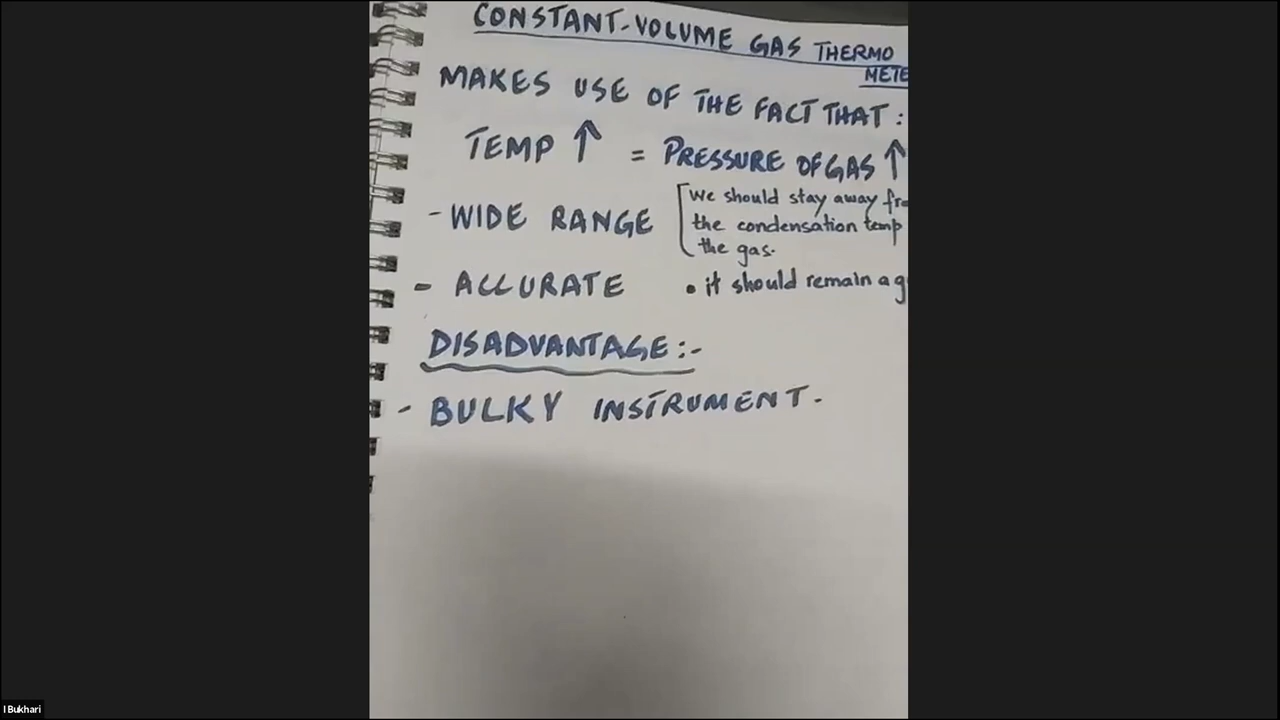 CONSTANT-VOLUME GAS THERMO
METE
MAKES USE OF THE FACT THAT :
TEMP ↑ = PRESSURE OF GAS ↑
- WIDE RANGE
[We should stay away fro
the condensation temp
the gas.
- ACCURATE
• it should remain a g
DISADVANTAGE :-
- BULKY INSTRUMENT.
I Bukhari